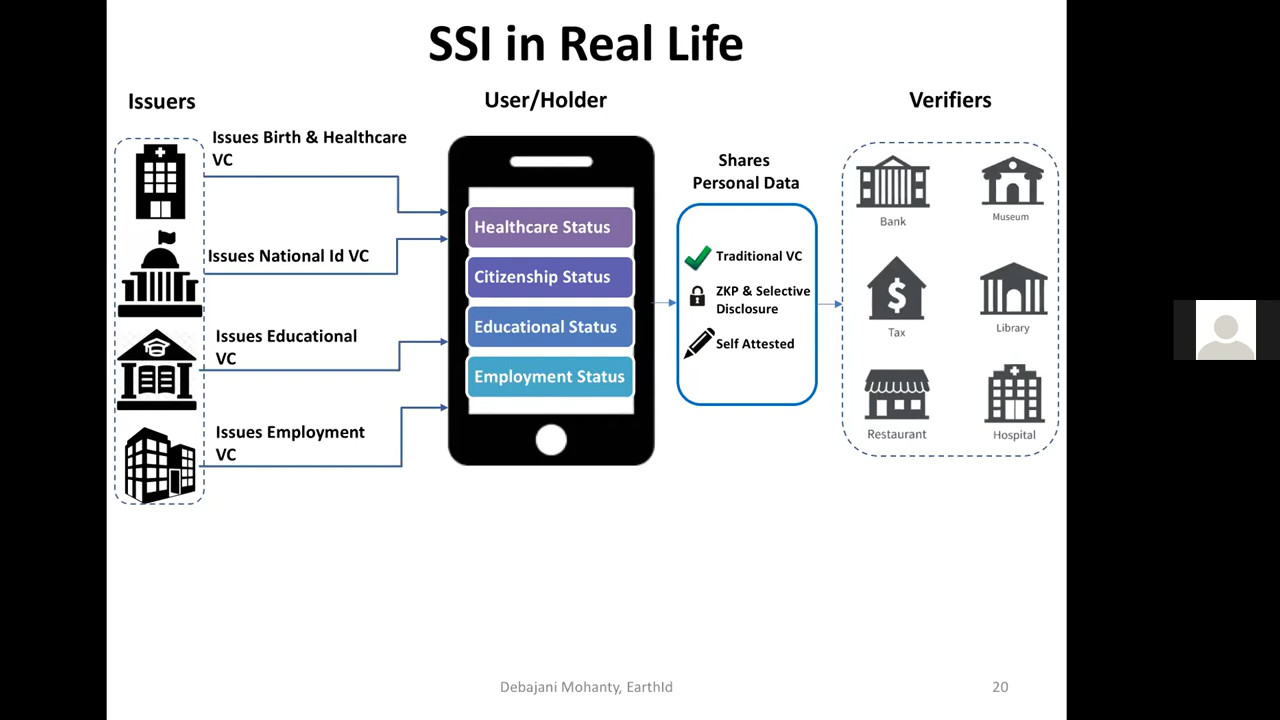 SSI in Real Life
Issuers
User/Holder
Verifiers
Issues Birth & Healthcare
VC
Issues National Id VC
Issues Educational
VC
Issues Employment
VC
Healthcare Status
Citizenship Status
Educational Status
Employment Status
Shares
Personal Data
Traditional VC
ZKP & Selective
Disclosure
Self Attested
Bank
Museum
$
Tax
Library
Restaurant
Hospital
Debajani Mohanty, EarthId
20